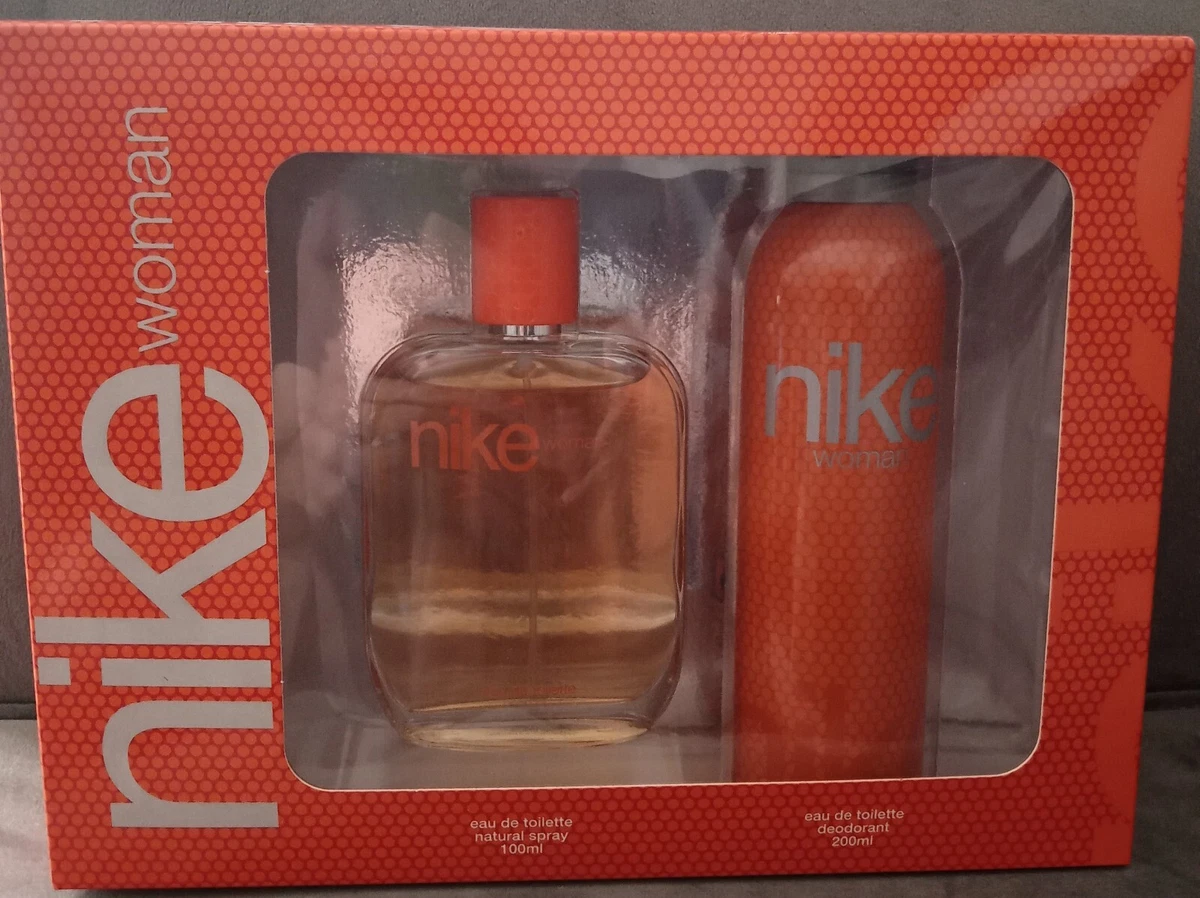 nike woman
nike woman
nike
woman
eau de toilette
natural spray
100ml
eau de toilette
deodorant
200ml